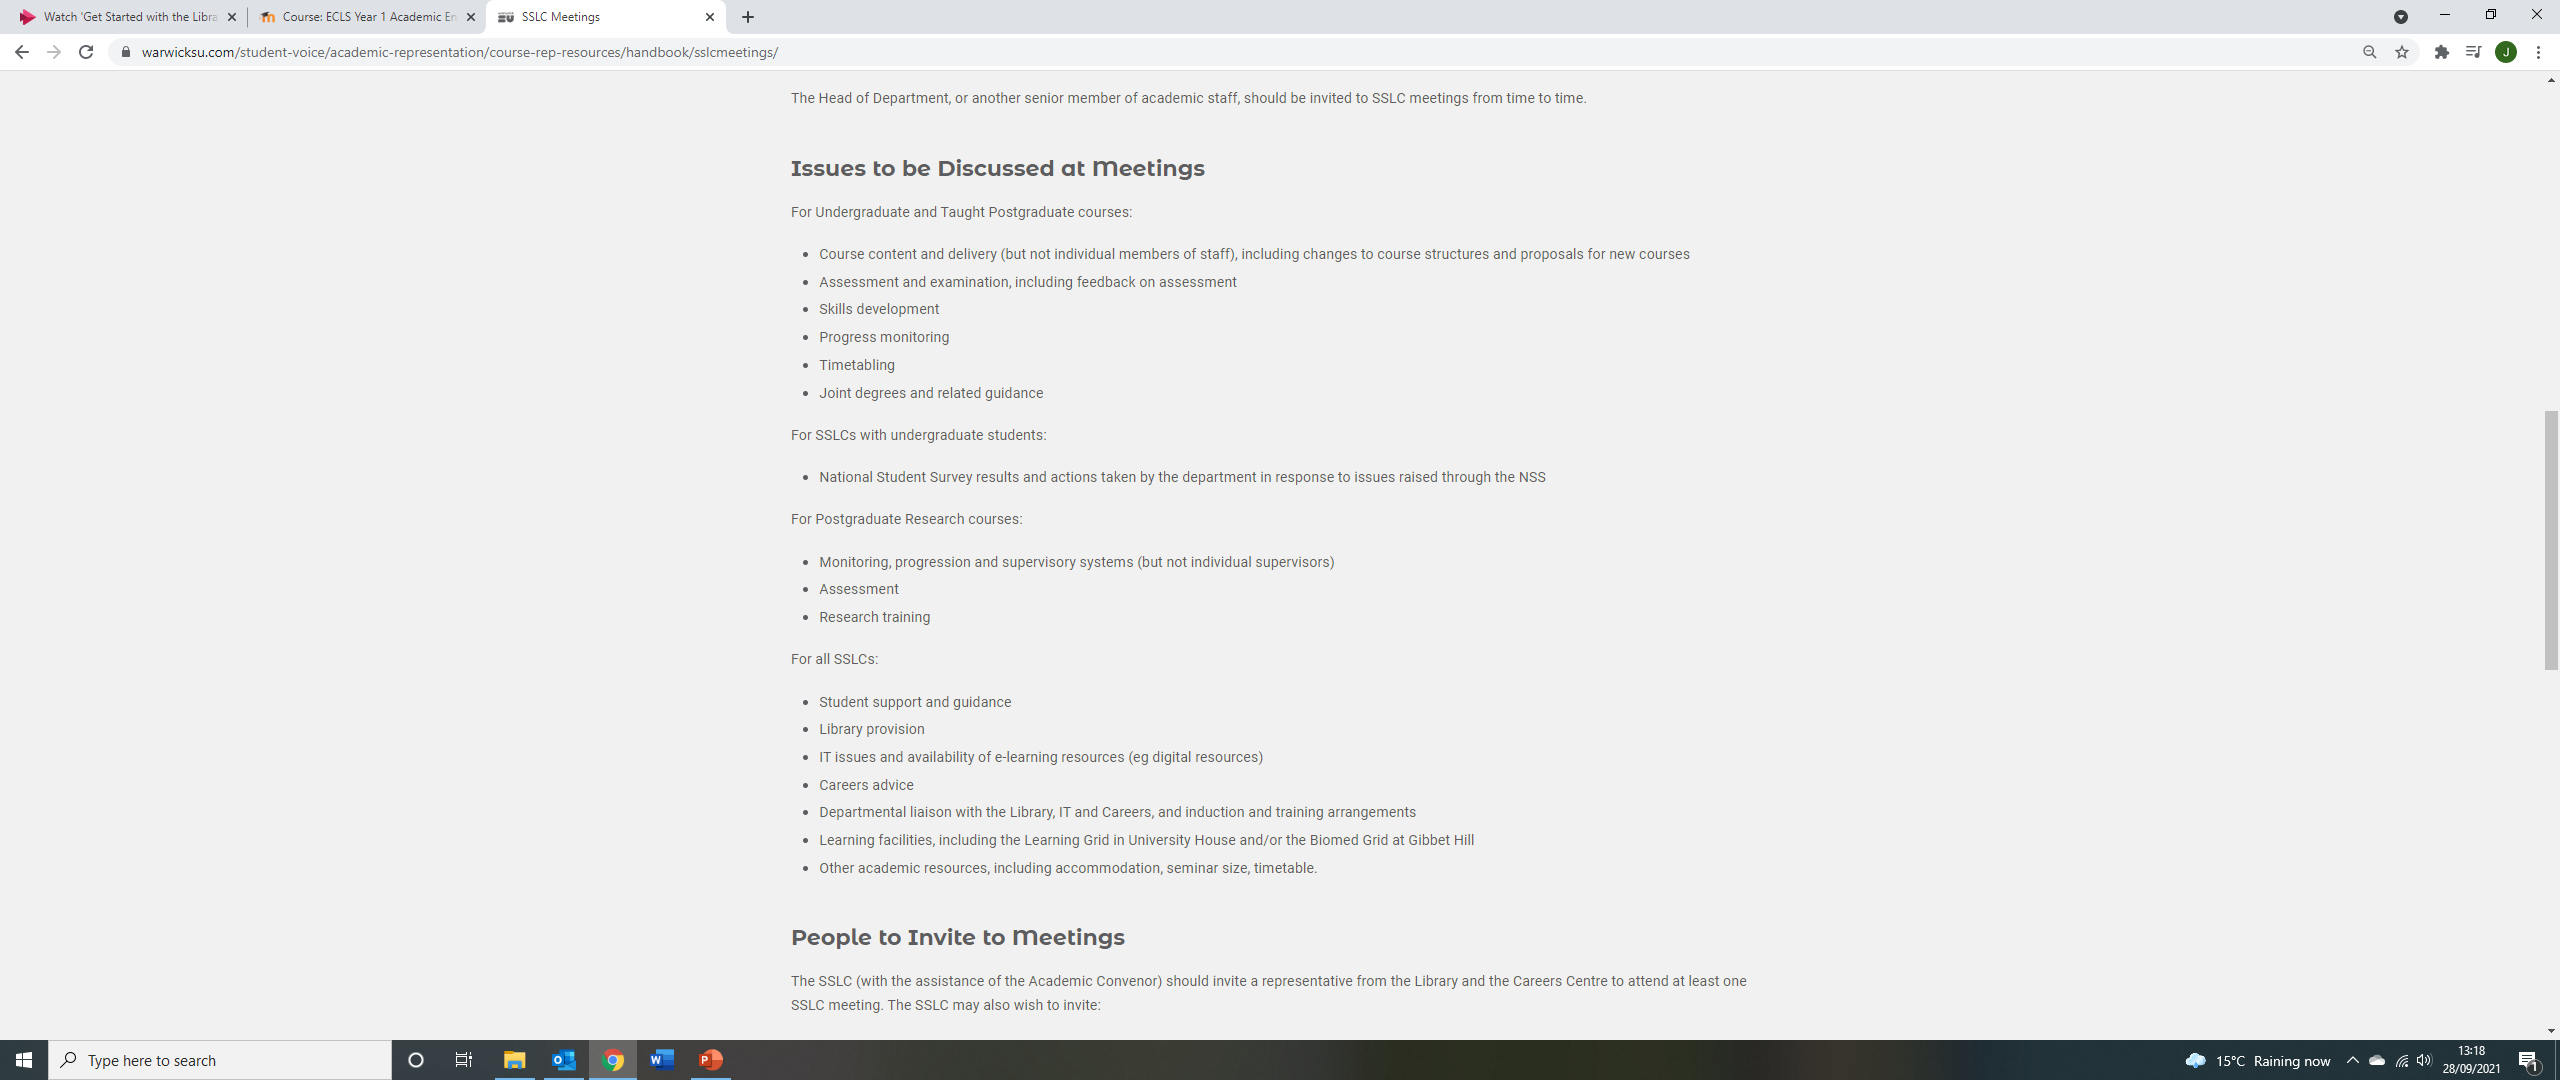 Watch 'Get Started with the Libra
Course: ECLS Year 1 Academic En
SSLC Meetings
warwicksu.com/student-voice/academic-representation/course-rep-resources/handbook/sslcmeetings/
J
The Head of Department, or another senior member of academic staff, should be invited to SSLC meetings from time to time.
Issues to be Discussed at Meetings
For Undergraduate and Taught Postgraduate courses:
Course content and delivery (but not individual members of staff), including changes to course structures and proposals for new courses
Assessment and examination, including feedback on assessment
Skills development
Progress monitoring
Timetabling
Joint degrees and related guidance
For SSLCs with undergraduate students:
National Student Survey results and actions taken by the department in response to issues raised through the NSS
For Postgraduate Research courses:
Monitoring, progression and supervisory systems (but not individual supervisors)
Assessment
Research training
For all SSLCs:
Student support and guidance
Library provision
IT issues and availability of e-learning resources (eg digital resources)
Careers advice
Departmental liaison with the Library, IT and Careers, and induction and training arrangements
Learning facilities, including the Learning Grid in University House and/or the Biomed Grid at Gibbet Hill
Other academic resources, including accommodation, seminar size, timetable.
People to Invite to Meetings
The SSLC (with the assistance of the Academic Convenor) should invite a representative from the Library and the Careers Centre to attend at least one
SSLC meeting. The SSLC may also wish to invite:
Type here to search
15°C Raining now
13:18
28/09/2021
1